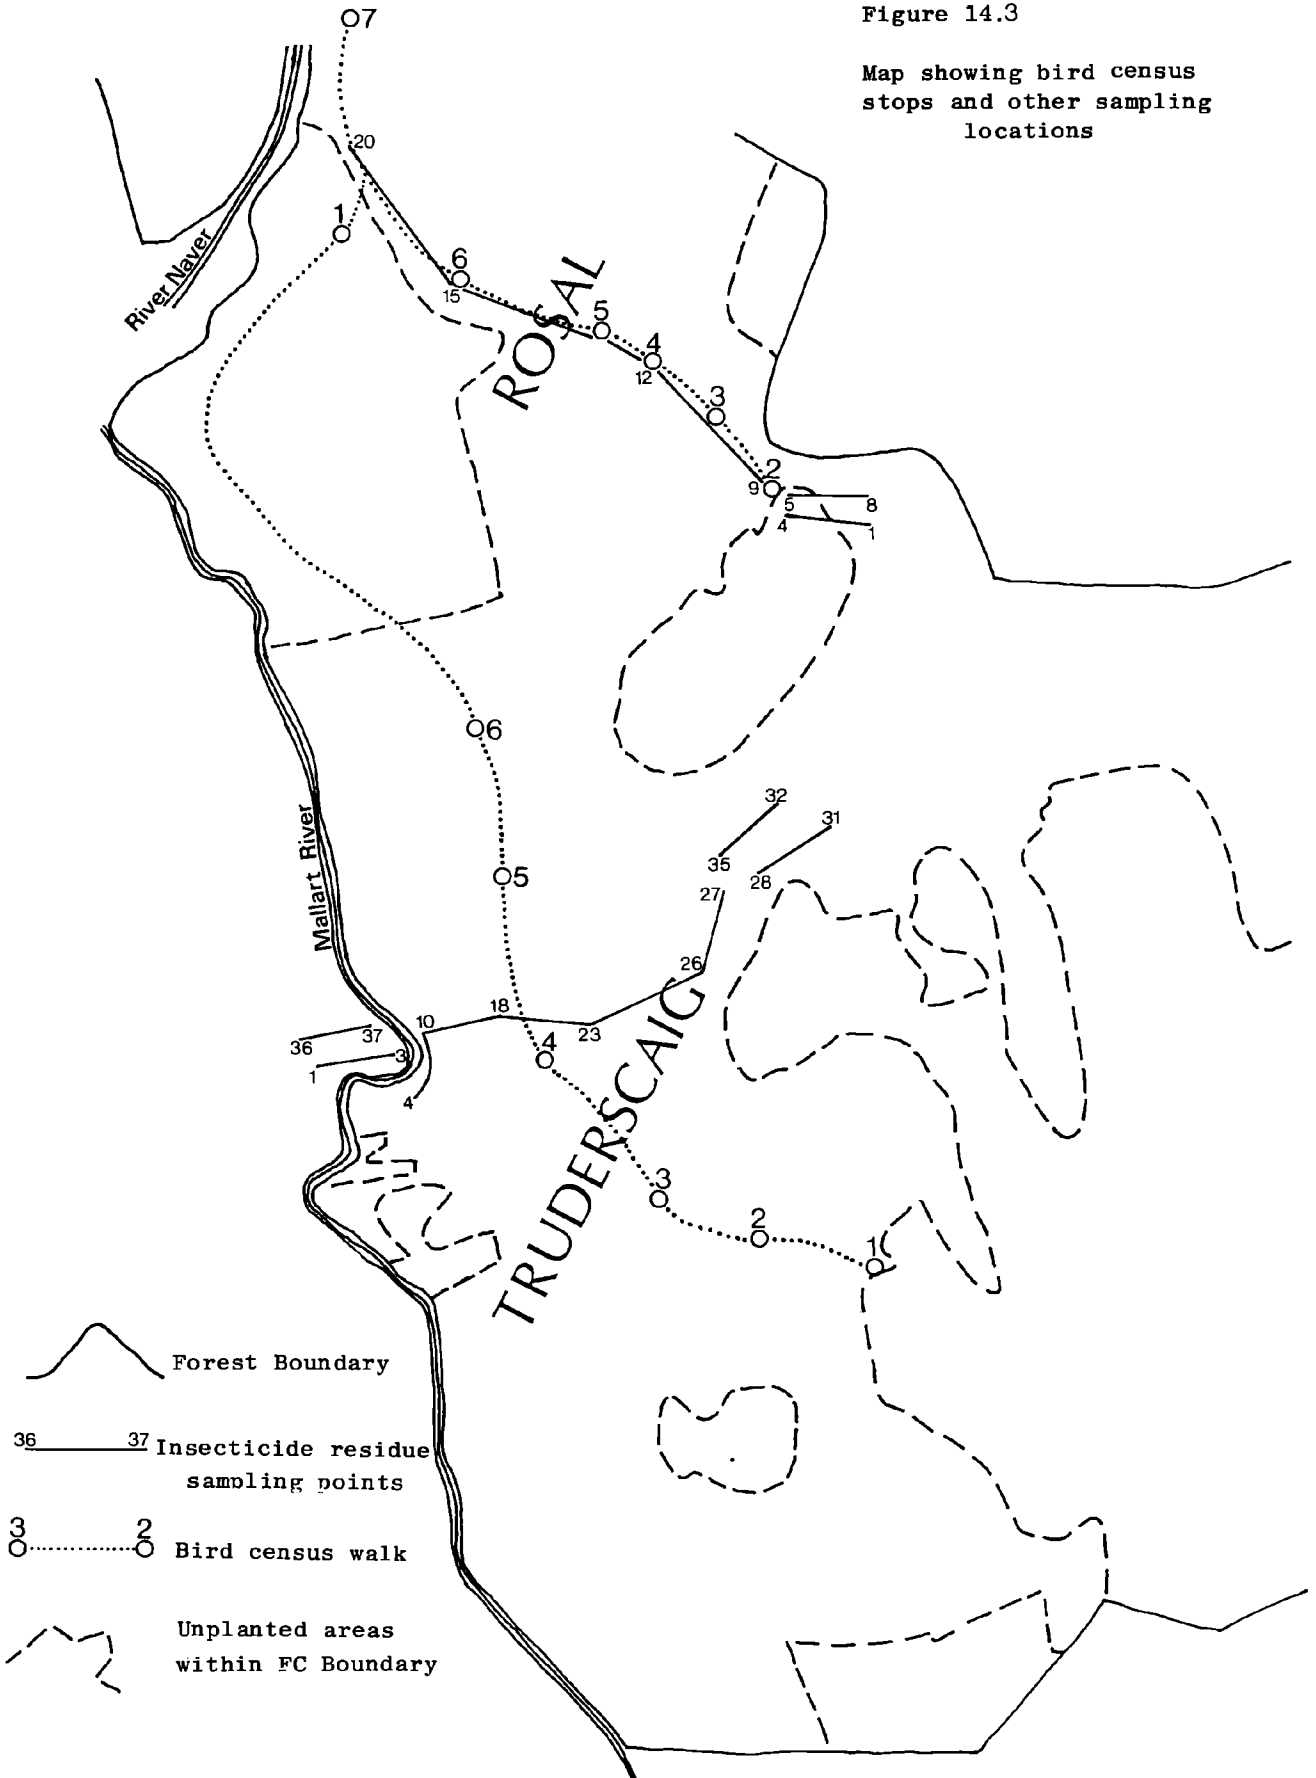 Figure 14.3
Map showing bird census
stops and other sampling
locations
7
20
1
River Naver
6
15
ROSAL
5
4
12
3
2
9
5
8
4
1
6
Mallart River
5
32
31
35
28
27
26
18
10
23
37
36
3
1
4
4
TRUDERSCAIG
3
2
1
Forest Boundary
36
37
Insecticide residue
sampling points
3
2
Bird census walk
Unplanted areas
within FC Boundary